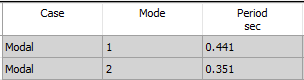 Case Mode Period
sec
Modal 1 0.441
Modal 2 0.351